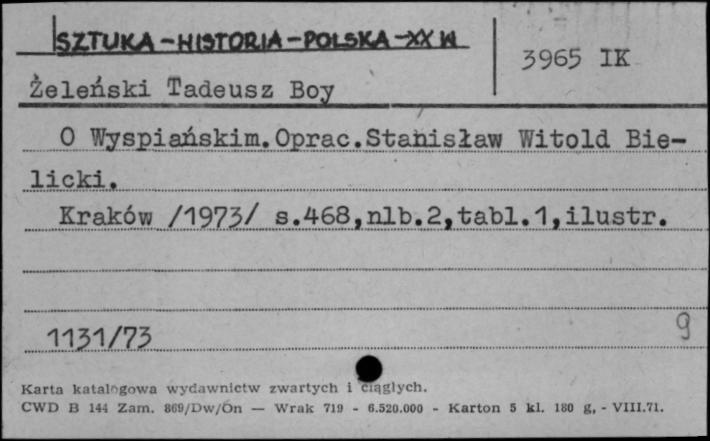 SZTUKA-HISTORIA-POLSKA-XX W
3965 IK
Żeleński Tadeusz Boy
O Wyspiańskim.Oprac.Stanisław Witold Bie-
licki.
Kraków /1973/ s.468,nlb.2,tabl.1,ilustr.
1131/73
9
Karta katalogowa wydawnictw zwartych i ciągłych.
CWD B 144 Zam. 869/Dw/On — Wrak 719 - 6.520.000 - Karton 5 kl. 180 g, - VIII.71.